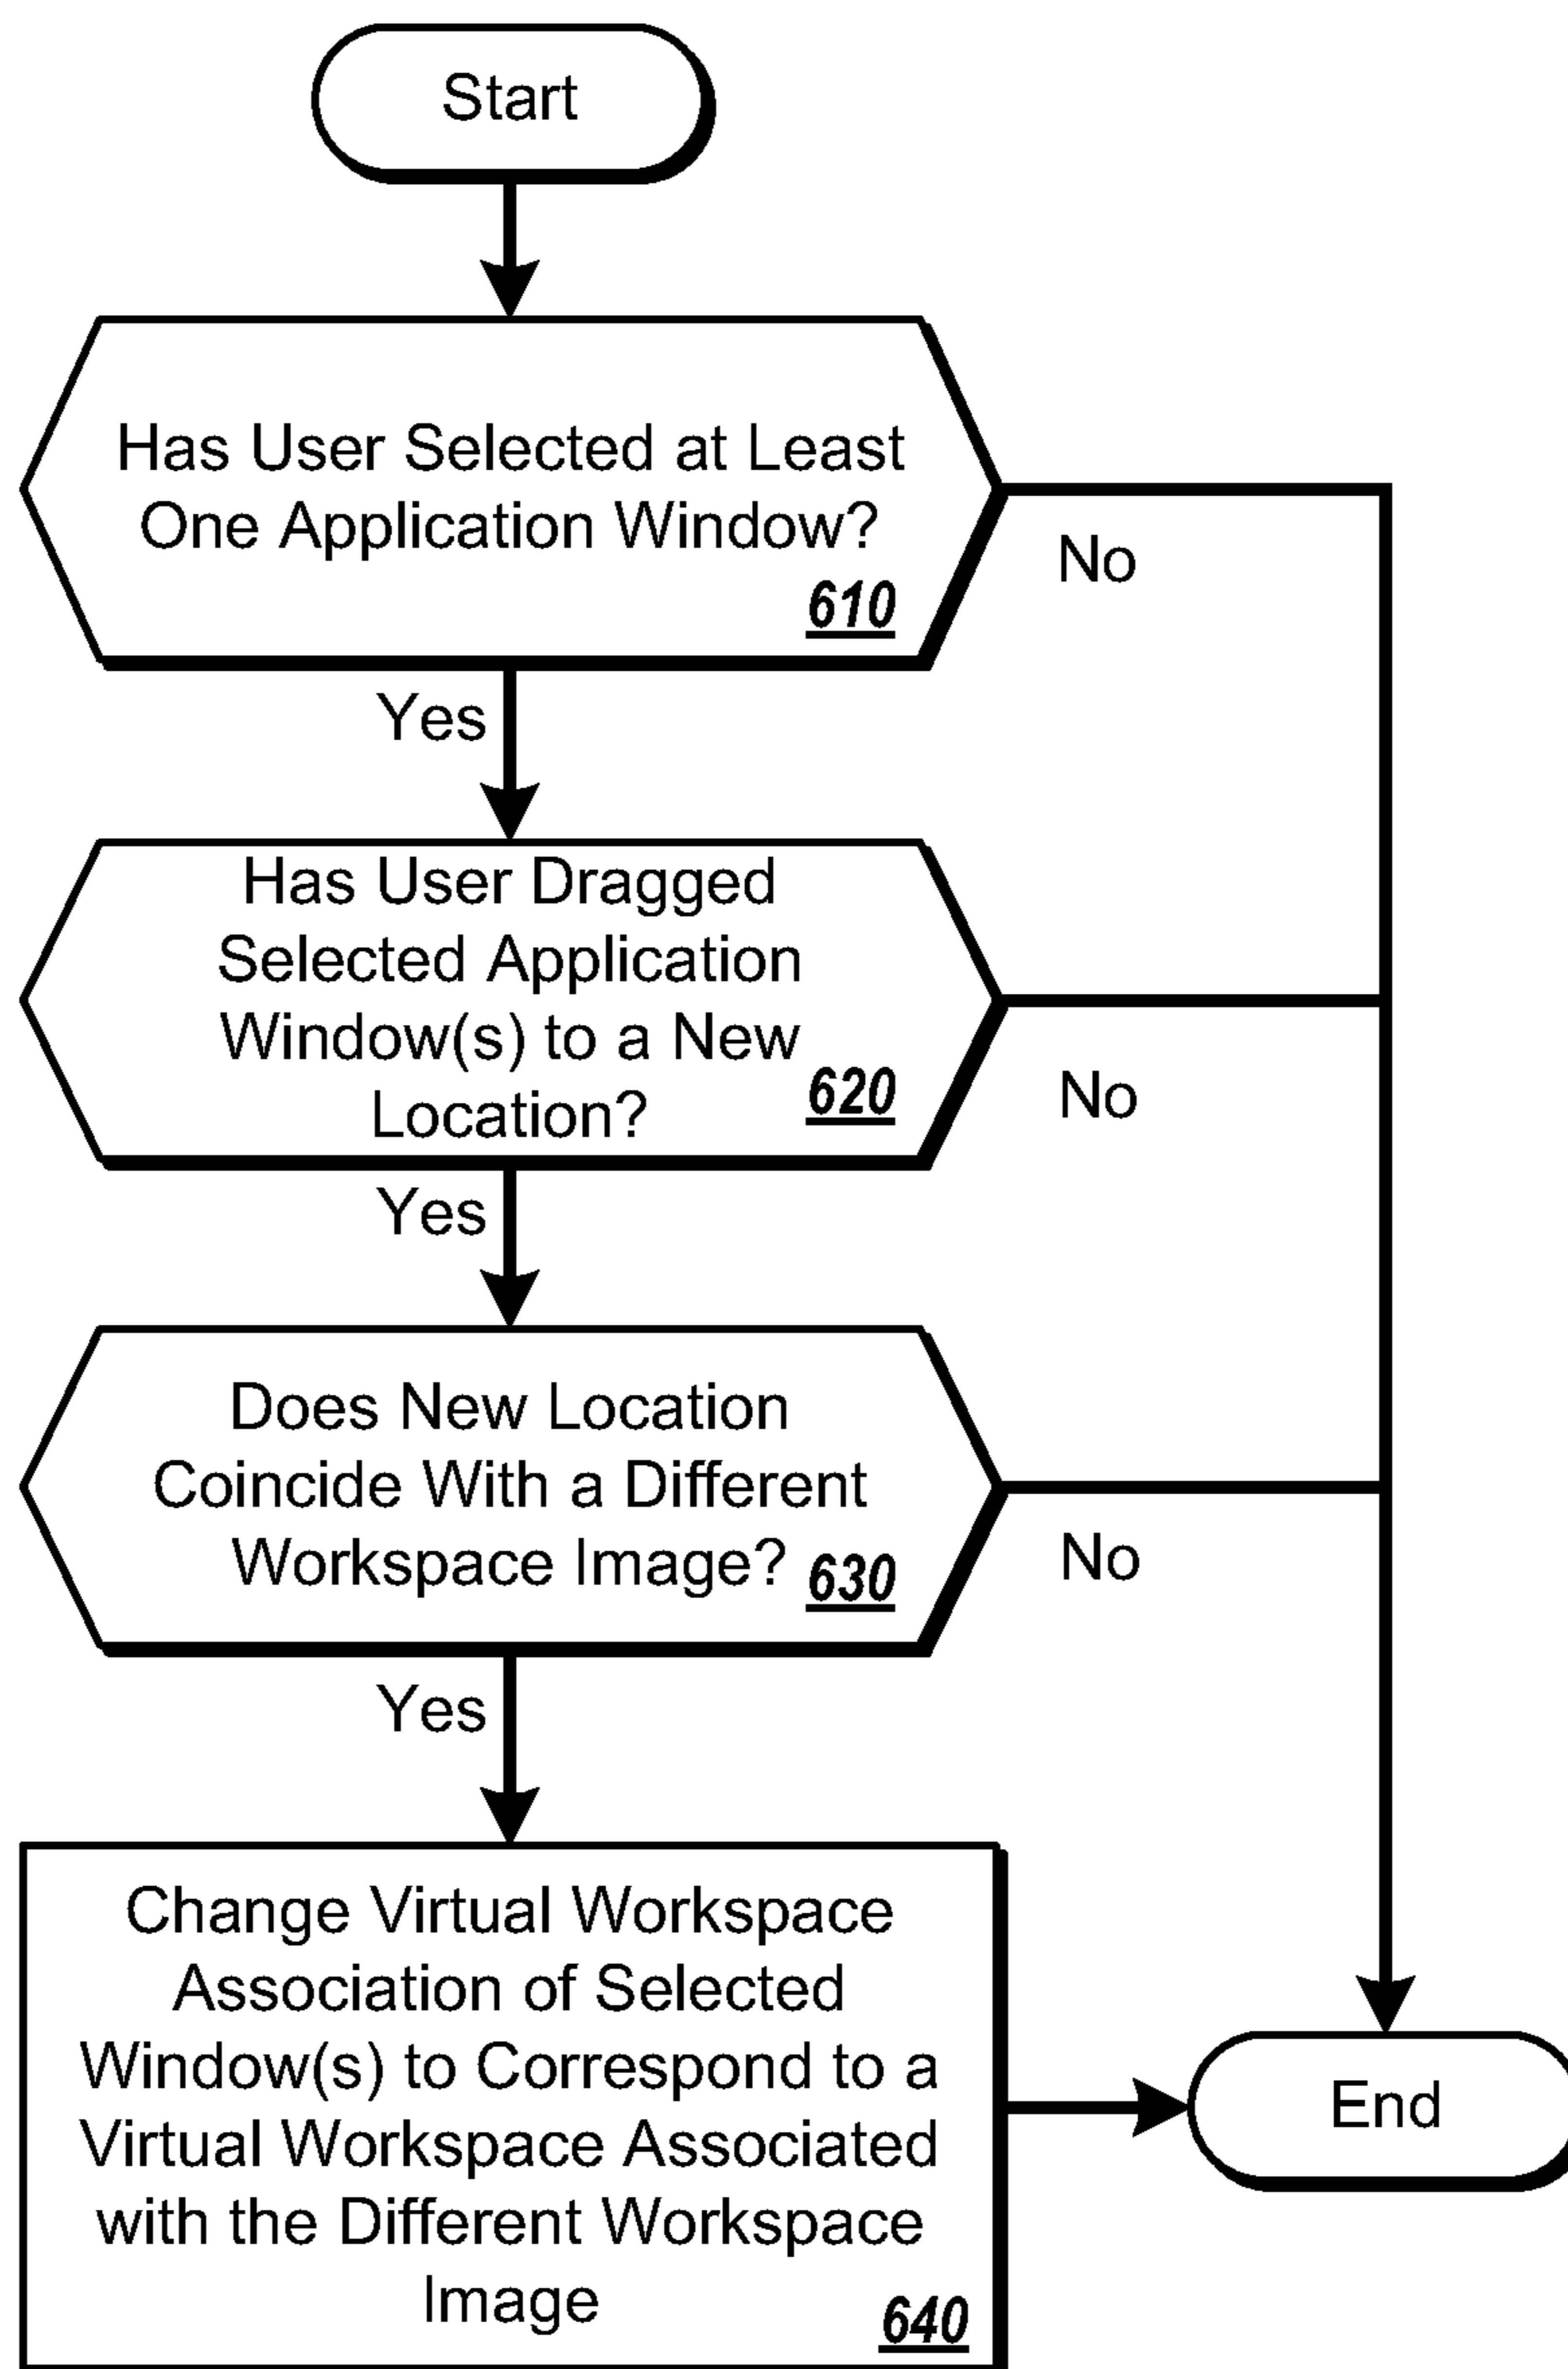 Start
Has User Selected at Least
One Application Window?
610
No
Yes
Has User Dragged
Selected Application
Window(s) to a New
Location?
620
No
Yes
Does New Location
Coincide With a Different
Workspace Image?
630
No
Yes
Change Virtual Workspace
Association of Selected
Window(s) to Correspond to a
Virtual Workspace Associated
with the Different Workspace
Image
640
End